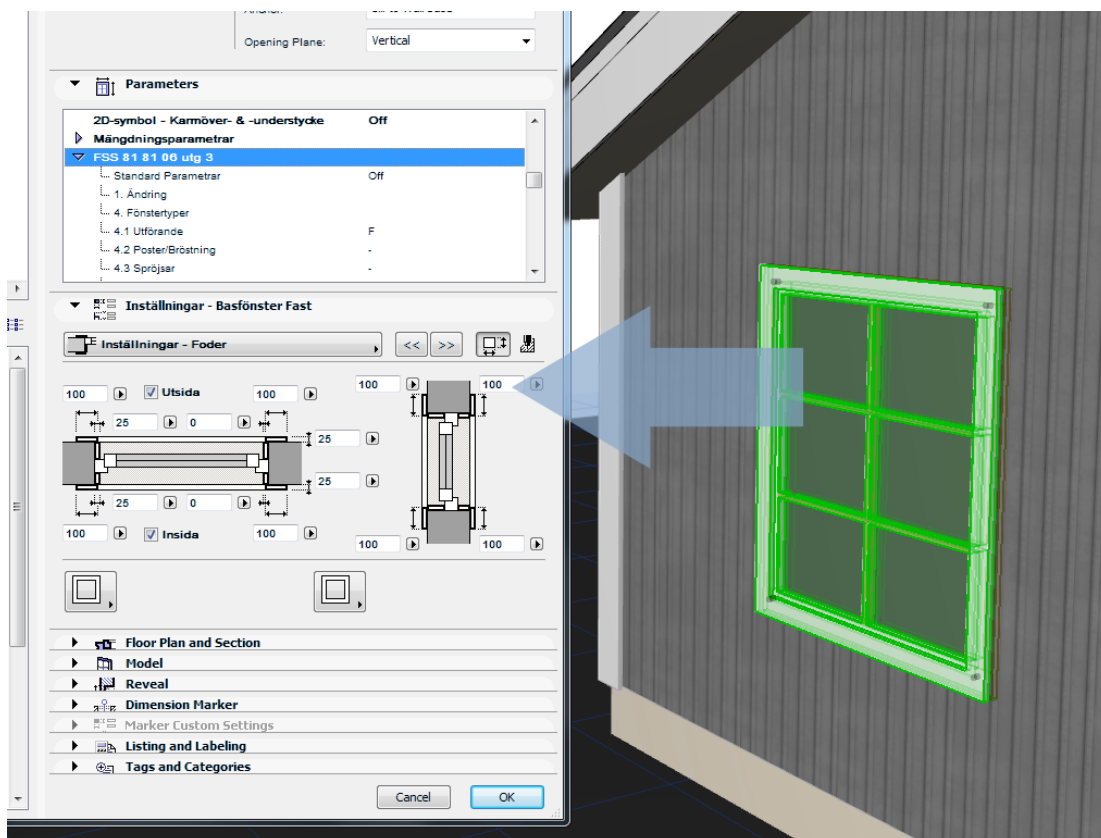 Opening Plane:
Vertical
Parameters
2D-symbol - Karmöver- & -understycke Off
Mängdningsparametrar
FSS 81 81 06 utg 3
Standard Parametrar Off
1. Ändring
4. Fönstertyper
4.1 Utförande F
4.2 Poster/Bröstning -
4.3 Spröjsar -
Inställningar - Basfönster Fast
Inställningar - Foder
<< >>
100 Utsida 100 100 100
25 0
25
25
25 0
100 Insida 100 100 100
Floor Plan and Section
Model
Reveal
Dimension Marker
Marker Custom Settings
Listing and Labeling
Tags and Categories
Cancel OK